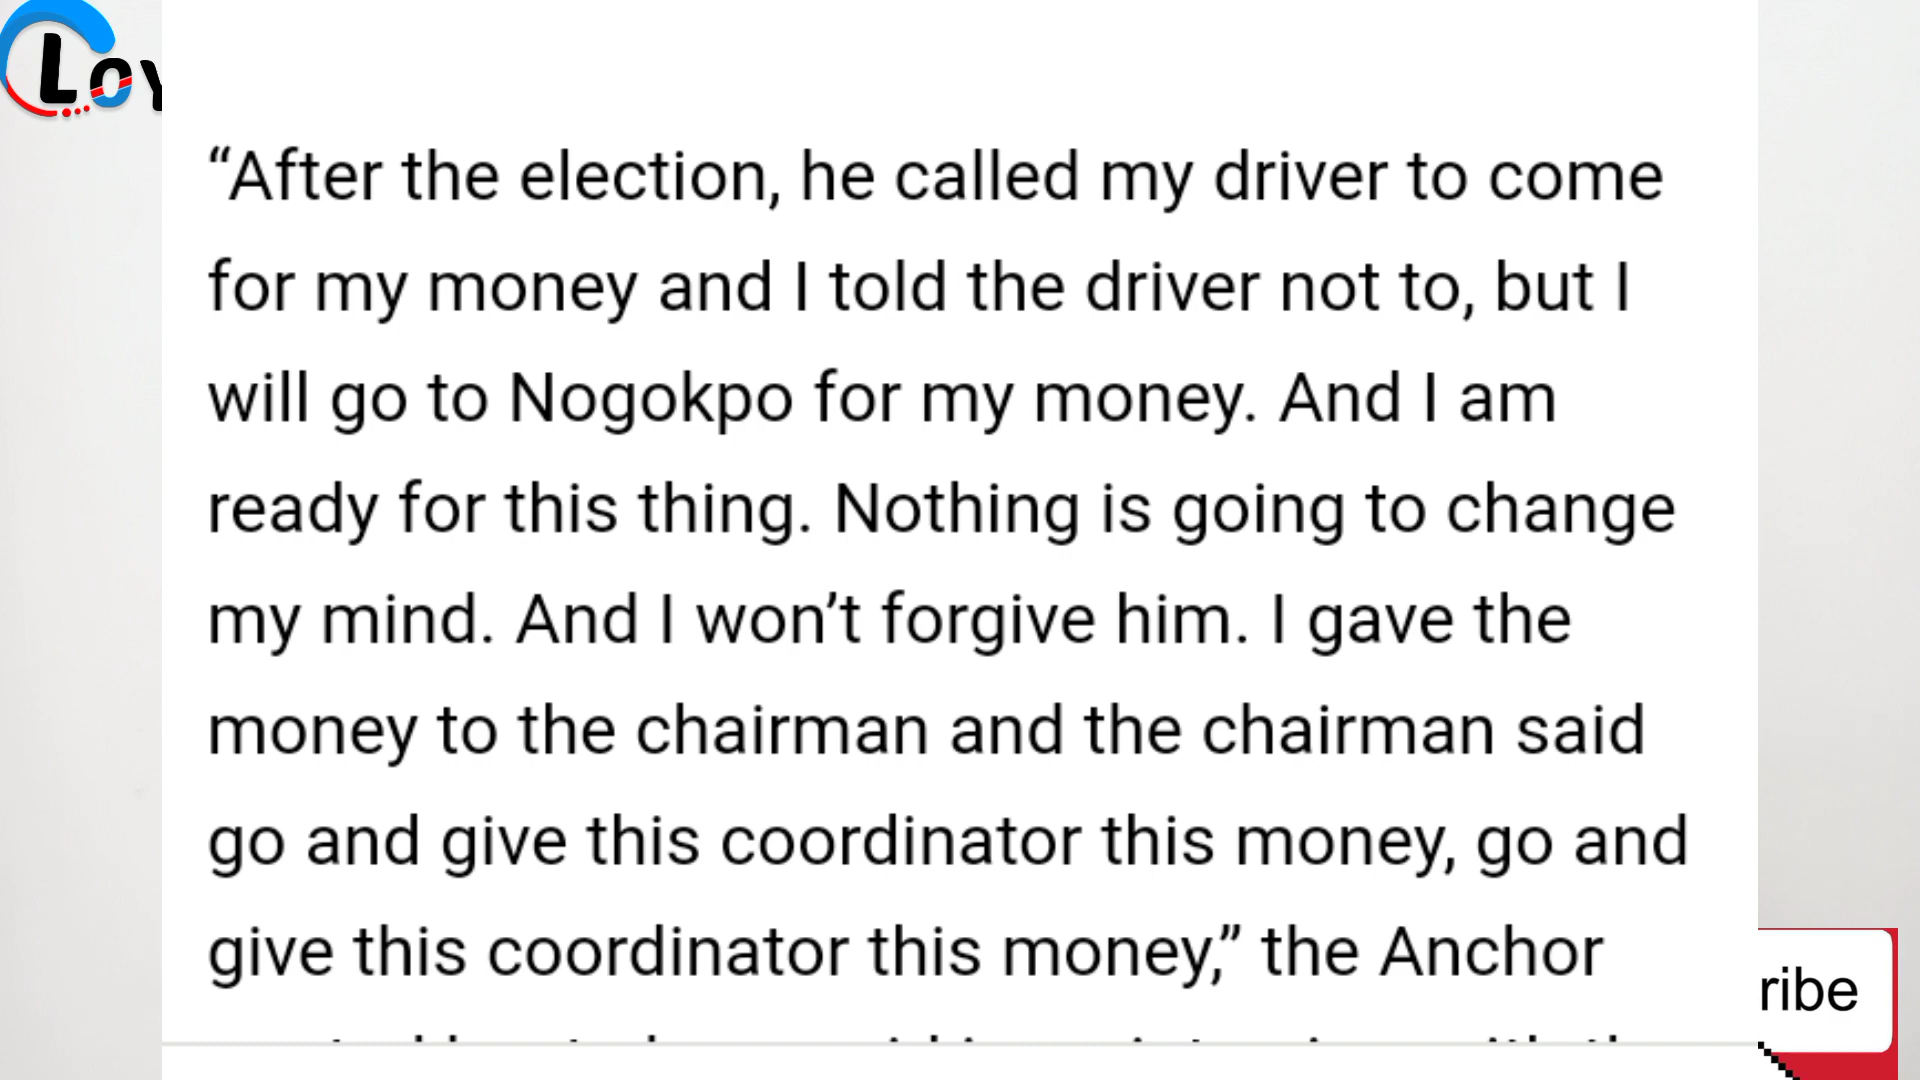 Loy
“After the election, he called my driver to come
for my money and I told the driver not to, but I
will go to Nogokpo for my money. And I am
ready for this thing. Nothing is going to change
my mind. And I won’t forgive him. I gave the
money to the chairman and the chairman said
go and give this coordinator this money, go and
give this coordinator this money,” the Anchor
ribe